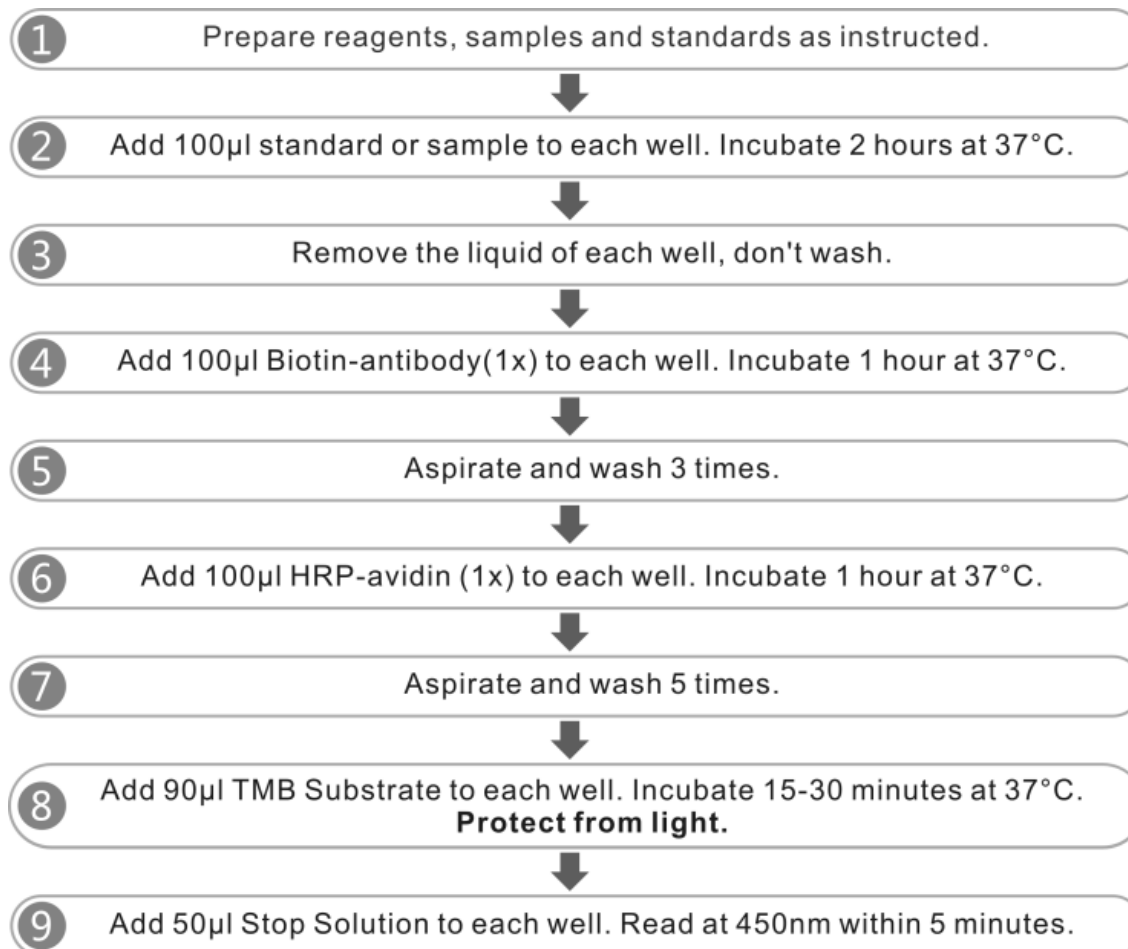 1 Prepare reagents, samples and standards as instructed.
2 Add 100µl standard or sample to each well. Incubate 2 hours at 37°C.
3 Remove the liquid of each well, don't wash.
4 Add 100µl Biotin-antibody(1x) to each well. Incubate 1 hour at 37°C.
5 Aspirate and wash 3 times.
6 Add 100µl HRP-avidin (1x) to each well. Incubate 1 hour at 37°C.
7 Aspirate and wash 5 times.
8 Add 90µl TMB Substrate to each well. Incubate 15-30 minutes at 37°C.
Protect from light.
9 Add 50µl Stop Solution to each well. Read at 450nm within 5 minutes.